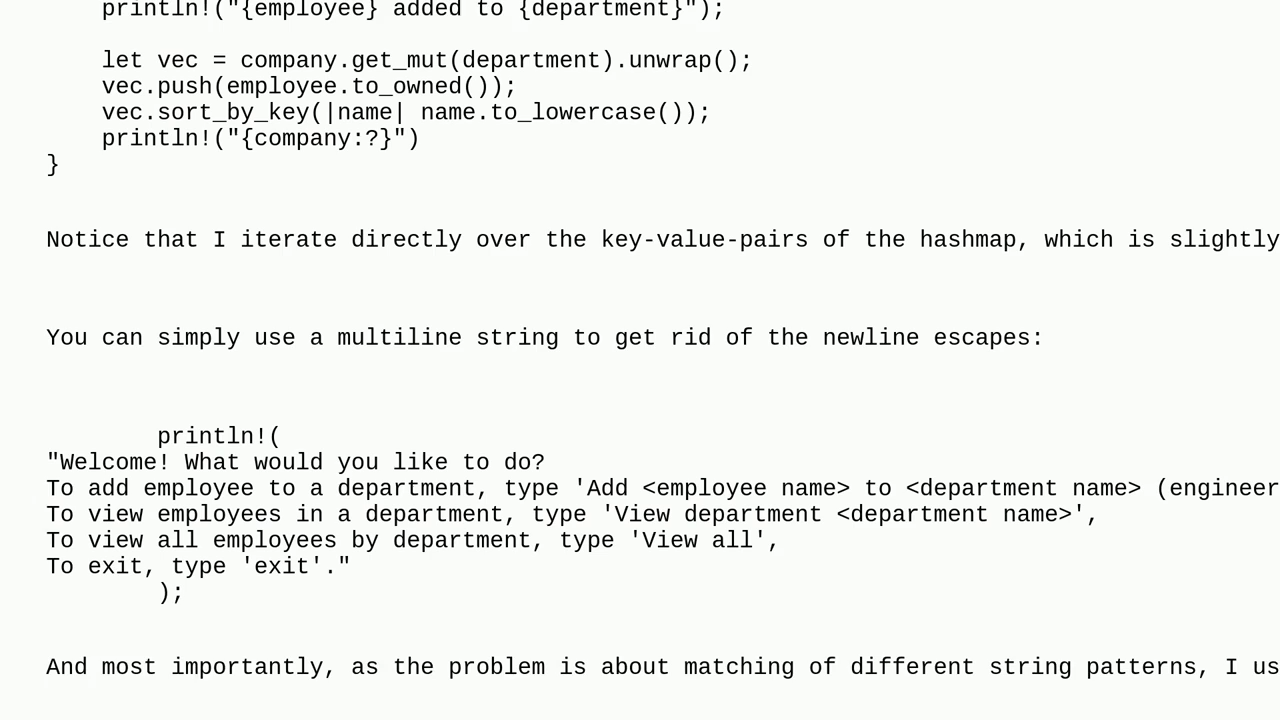 println!("{employee} added to {department}");
let vec = company.get_mut(department).unwrap();
vec.push(employee.to_owned());
vec.sort_by_key(|name| name.to_lowercase());
println!("{company:?}")
}
Notice that I iterate directly over the key-value-pairs of the hashmap, which is slightly
You can simply use a multiline string to get rid of the newline escapes:
println!(
"Welcome! What would you like to do?
To add employee to a department, type 'Add <employee name> to <department name> (engineer
To view employees in a department, type 'View department <department name>',
To view all employees by department, type 'View all',
To exit, type 'exit'."
);
And most importantly, as the problem is about matching of different string patterns, I us